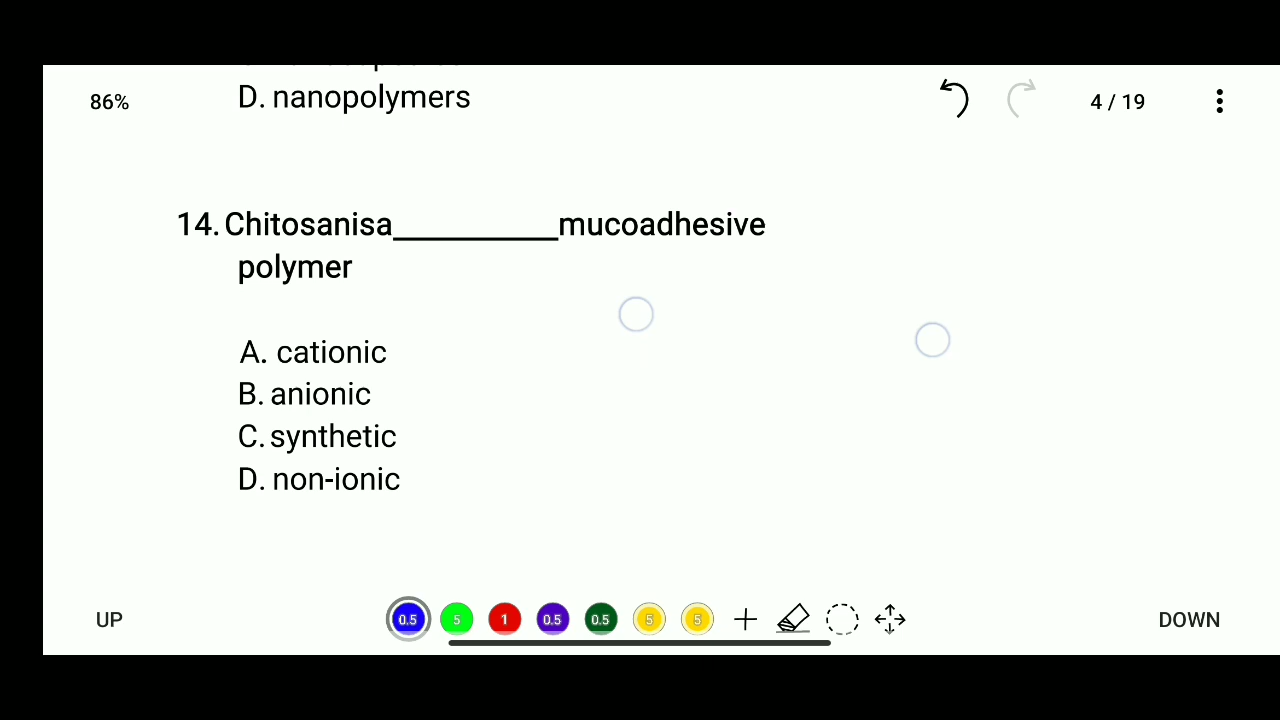 D. nanopolymers
86%
4 / 19
14. Chitosanisa__________mucoadhesive
polymer
A. cationic
B. anionic
C. synthetic
D. non-ionic
UP
0.5 5 1 0.5 0.5 5 5
DOWN